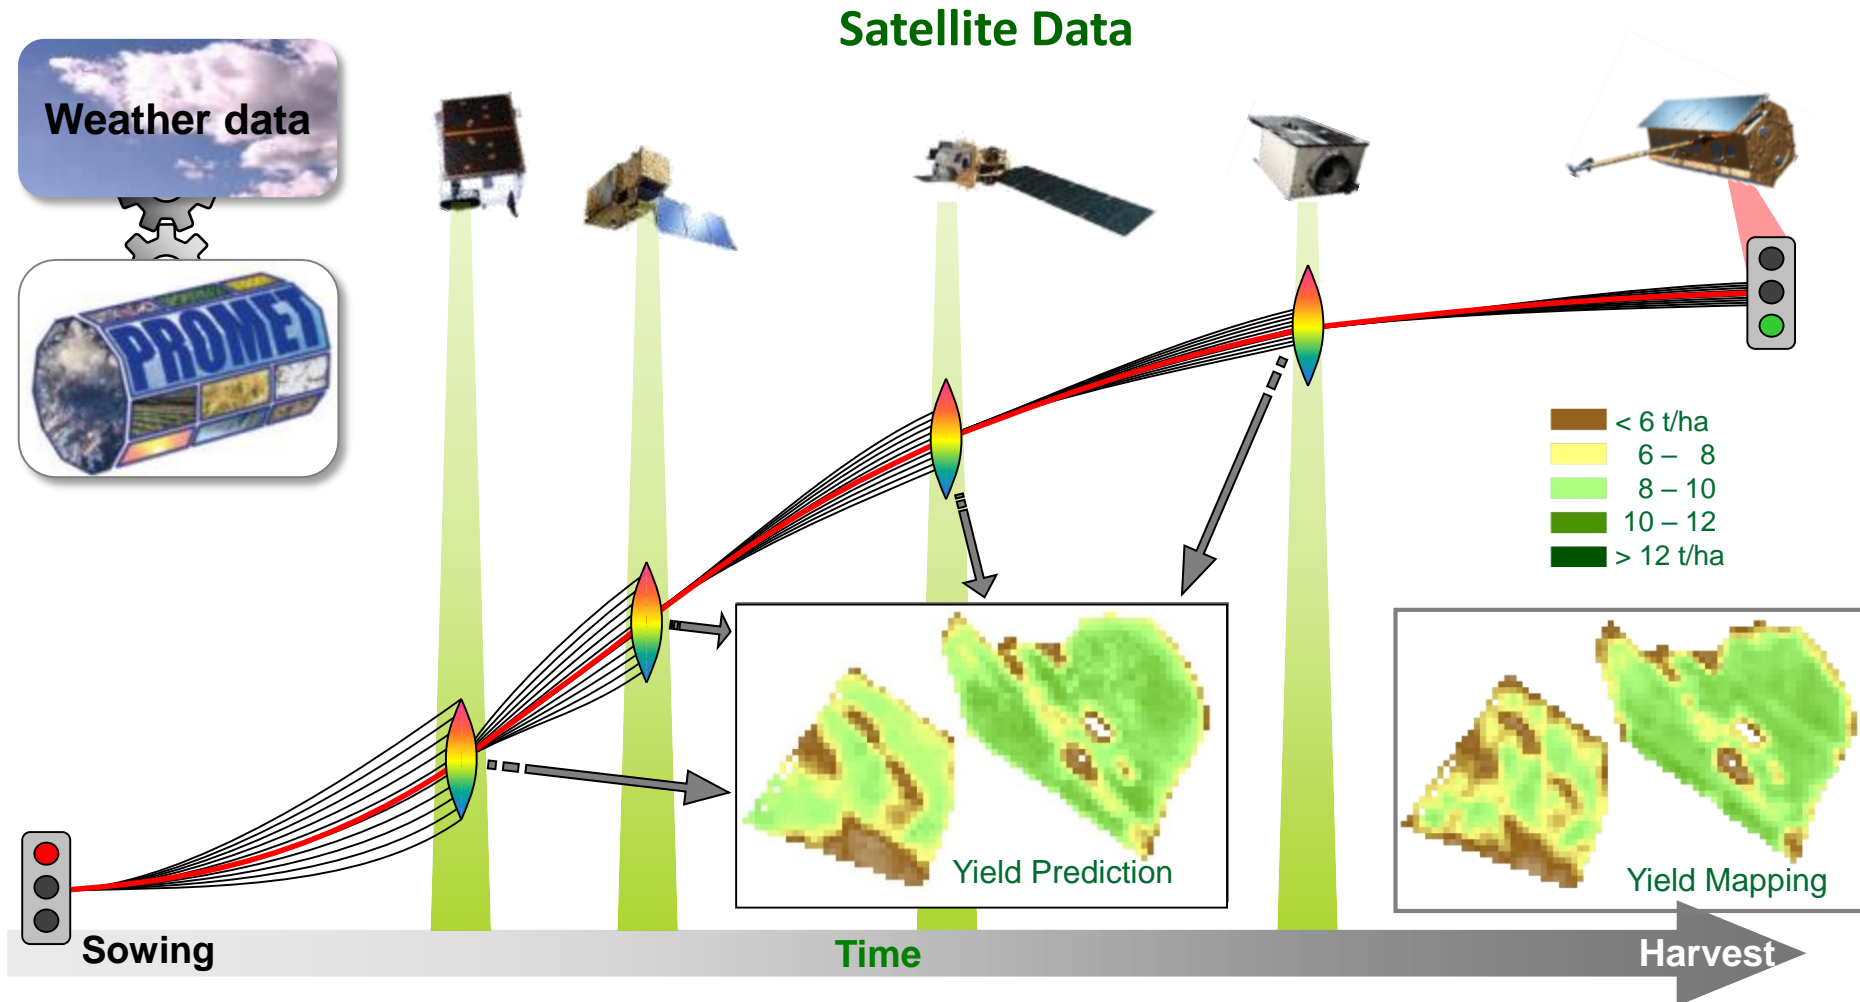 Satellite Data
Weather data
PROMET
< 6 t/ha
6 – 8
8 – 10
10 – 12
> 12 t/ha
Yield Prediction
Yield Mapping
Sowing
Time
Harvest